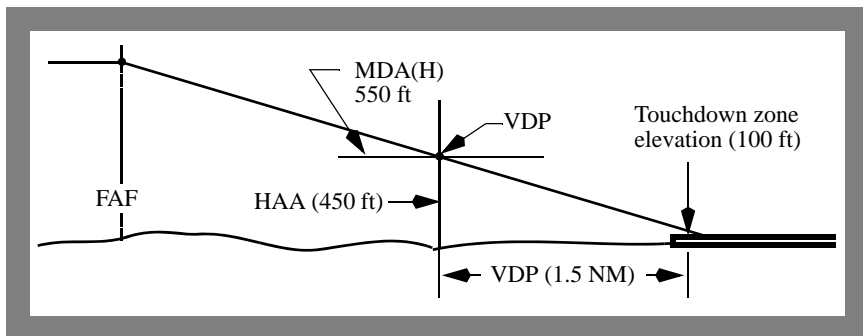 MDA(H)
550 ft
VDP
Touchdown zone
elevation (100 ft)
FAF
HAA (450 ft)
VDP (1.5 NM)